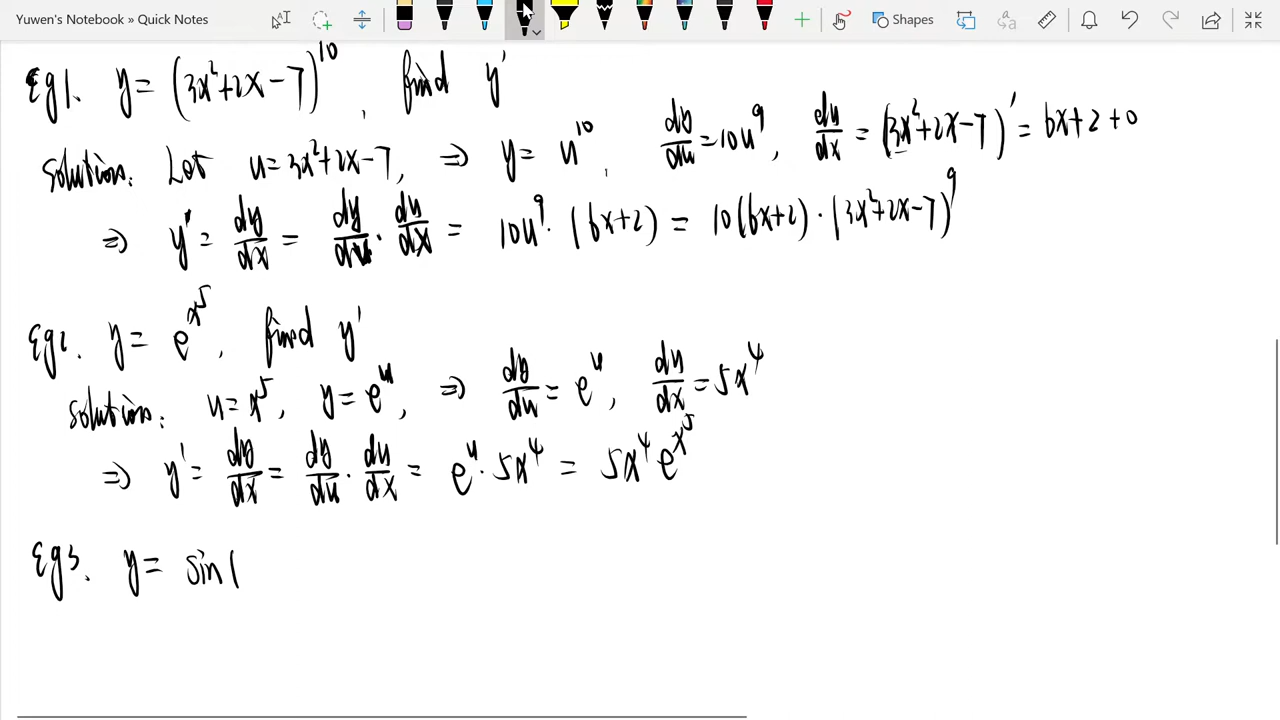 Yuwen's Notebook » Quick Notes
Shapes
Eg1. y = (3x²+2x-7)¹⁰, find y'
Solution: Let u=3x²+2x-7, ⇒ y= u¹⁰, dy/du=10u⁹, du/dx = (3x²+2x-7)' = 6x+2+0
⇒ y' = dy/dx = dy/du · du/dx = 10u⁹·(6x+2) = 10(6x+2)·(3x²+2x-7)⁹
Eg2. y= e^x⁵, find y'
Solution: u=x⁵, y=e^u, ⇒ dy/du = e^u, du/dx = 5x⁴
⇒ y' = dy/dx = dy/du · du/dx = e^u·5x⁴ = 5x⁴ e^x⁵
Eg3. y= sin(